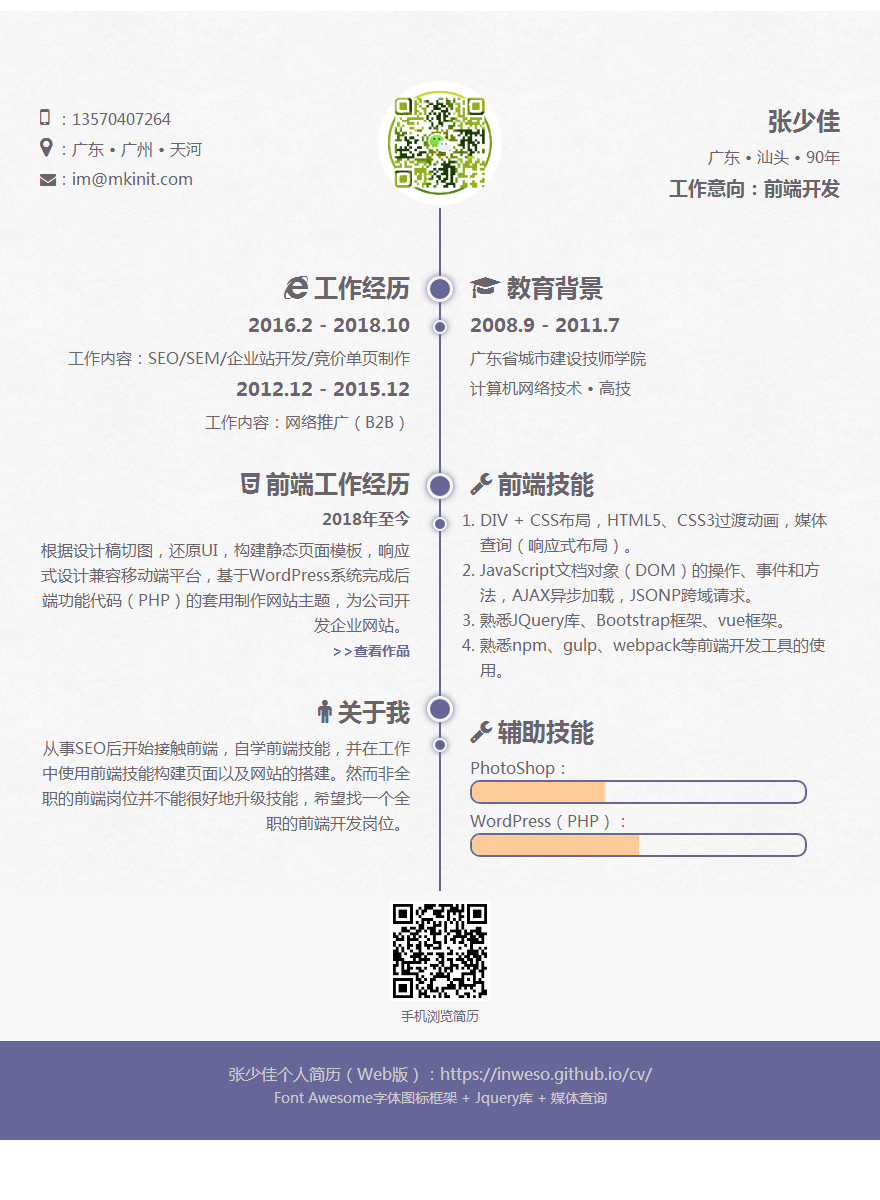 ：13570407264
：广东 • 广州 • 天河
：im@mkinit.com
张少佳
广东 • 汕头 • 90年
工作意向：前端开发
工作经历
2016.2 - 2018.10
工作内容：SEO/SEM/企业站开发/竞价单页制作
2012.12 - 2015.12
工作内容：网络推广（B2B）
教育背景
2008.9 - 2011.7
广东省城市建设技师学院
计算机网络技术 • 高技
前端工作经历
2018年至今
根据设计稿切图，还原UI，构建静态页面模板，响应
式设计兼容移动端平台，基于WordPress系统完成后
端功能代码（PHP）的套用制作网站主题，为公司开
发企业网站。
>>查看作品
前端技能
1. DIV + CSS布局，HTML5、CSS3过渡动画，媒体
查询（响应式布局）。
2. JavaScript文档对象（DOM）的操作、事件和方
法，AJAX异步加载，JSONP跨域请求。
3. 熟悉JQuery库、Bootstrap框架、vue框架。
4. 熟悉npm、gulp、webpack等前端开发工具的使
用。
关于我
从事SEO后开始接触前端，自学前端技能，并在工作
中使用前端技能构建页面以及网站的搭建。然而非全
职的前端岗位并不能很好地升级技能，希望找一个全
职的前端开发岗位。
辅助技能
PhotoShop：
WordPress（PHP）：
手机浏览简历
张少佳个人简历（Web版）：https://inweso.github.io/cv/
Font Awesome字体图标框架 + Jquery库 + 媒体查询